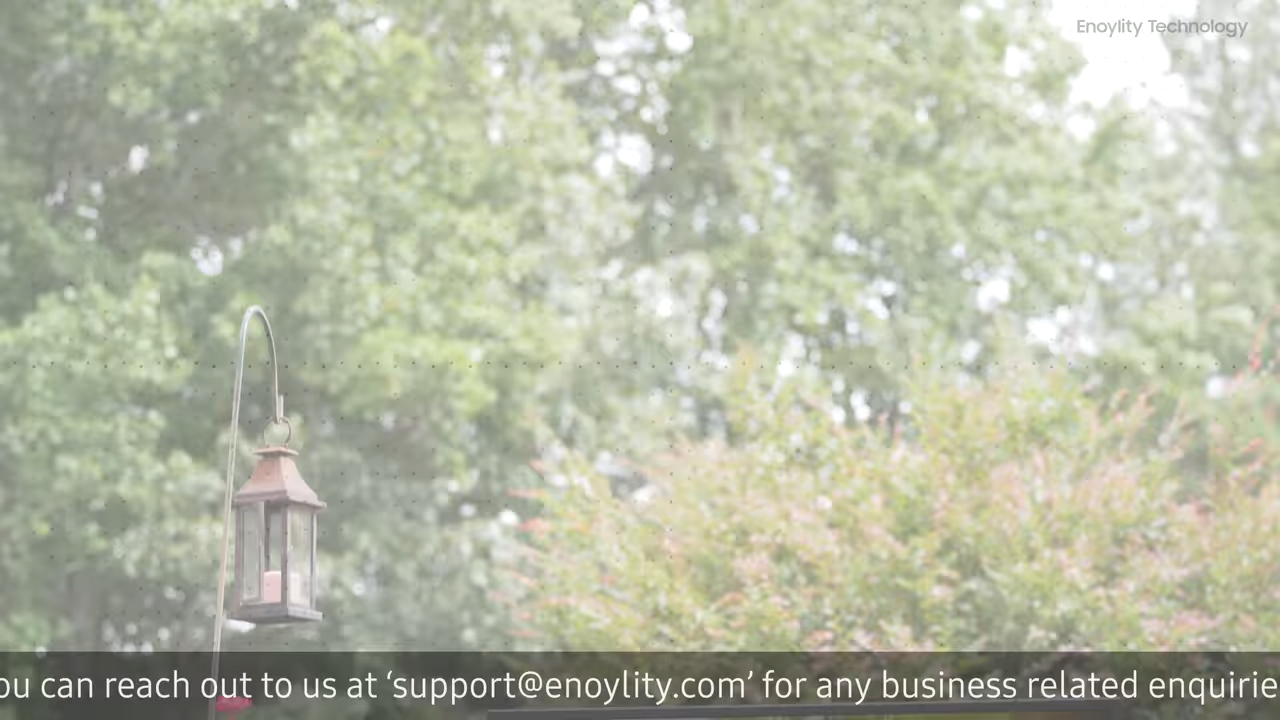 Enoylity Technology
ou can reach out to us at ‘support@enoylity.com’ for any business related enquirie